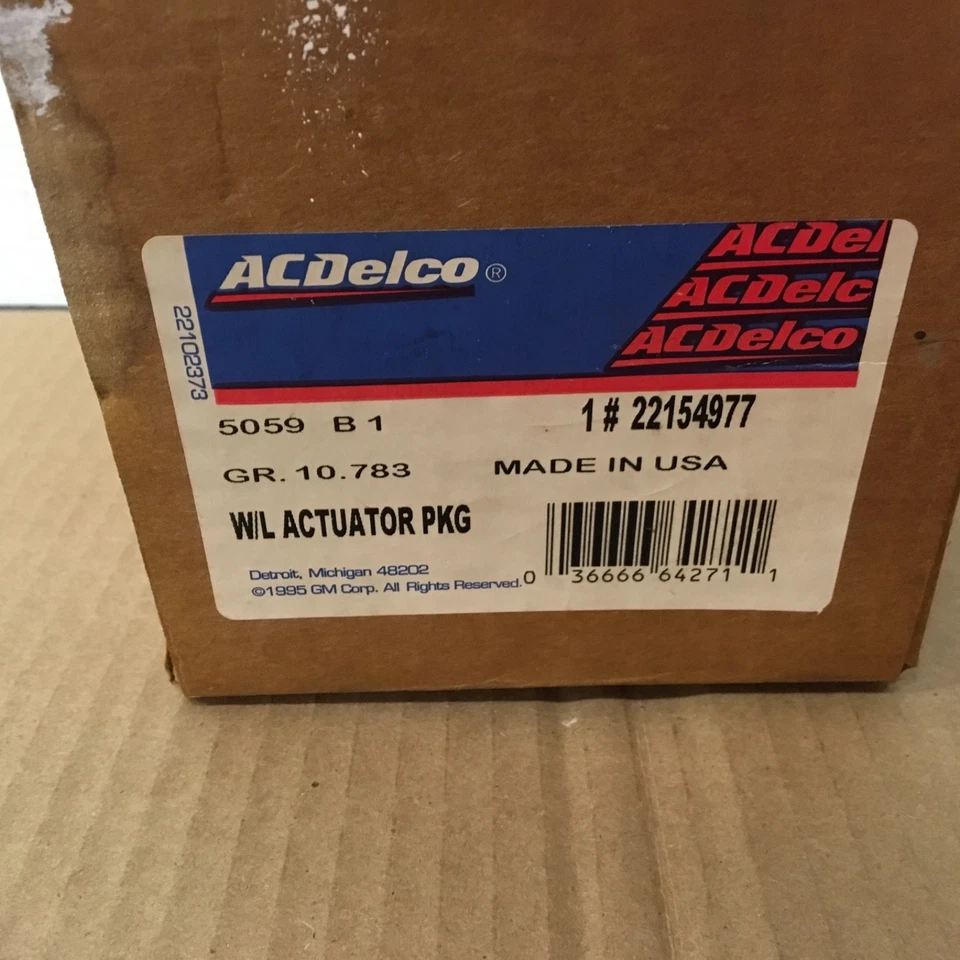 ACDelco®
ACDel
ACDelc
ACDelco
22102373
5059 B 1
1 # 22154977
GR. 10.783
MADE IN USA
W/L ACTUATOR PKG
Detroit, Michigan 48202
©1995 GM Corp. All Rights Reserved.
0 36666 64271 1